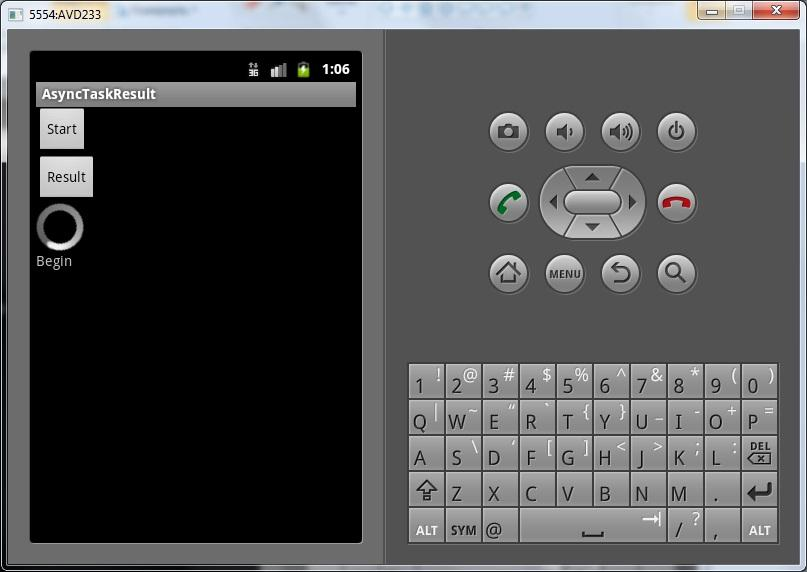 5554:AVD233
3G 1:06
AsyncTaskResult
Start
Result
Begin
MENU
1 ! 2 @ 3 # 4 $ 5 % 6 ^ 7 & 8 * 9 ( 0 )
Q | W ~ E “ R ` T { Y } U _ I - O + P =
A S \ D ‘ F [ G ] H < J > K ; L : DEL
Z X C V B N M .
ALT SYM @ / ? , ALT